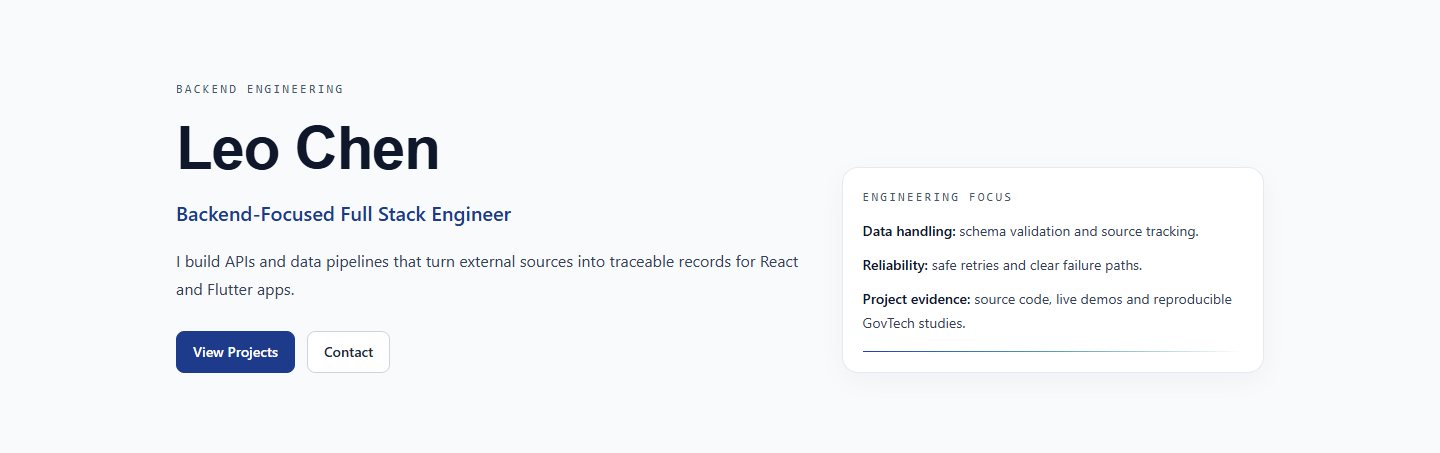 BACKEND ENGINEERING
Leo Chen
Backend-Focused Full Stack Engineer
I build APIs and data pipelines that turn external sources into traceable records for React
and Flutter apps.
View Projects
Contact
ENGINEERING FOCUS
Data handling: schema validation and source tracking.
Reliability: safe retries and clear failure paths.
Project evidence: source code, live demos and reproducible
GovTech studies.